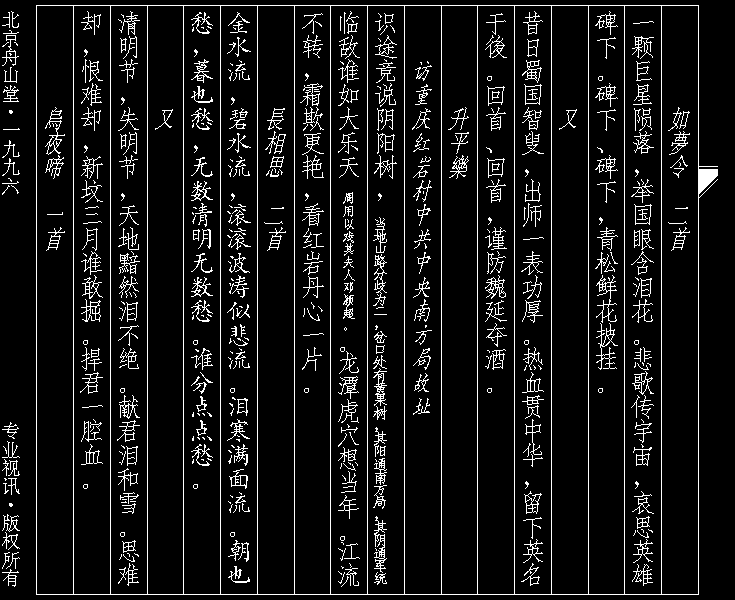 如夢令　二首
一颗巨星陨落，举国眼含泪花。悲歌传宇宙，哀思英雄
碑下。碑下、碑下，青松鲜花披挂。
又
昔日蜀国智叟，出师一表功厚。热血贯中华，留下英名
千後。回首、回首，谨防魏延夺酒。
升平樂
访重庆红岩村中共中央南方局故址
识途竞说阴阳树，当地山路分歧为二，岔口处有黄果树，其阳通南方局，其阴通军统
临敌谁如大乐天周用以难其夫人邓颖超。。龙潭虎穴想当年。江流
不转，霜欺更艳，看红岩丹心一片。
長相思　二首
金水流，碧水流，滚滚波涛似悲流。泪寒满面流。朝也
愁，暮也愁，无数清明无数愁。谁分点点愁。
又
清明节，失明节，天地黯然泪不绝。献君泪和雪。思难
却，恨难却，新坟三月谁敢掘。捍君一腔血。
烏夜啼　一首
北京舟山堂·一九九六
专业视讯·版权所有